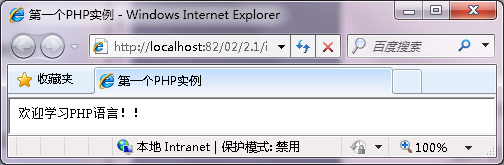 第一个PHP实例 - Windows Internet Explorer
http://localhost:82/02/2.1/i
百度搜索
收藏夹
第一个PHP实例
欢迎学习PHP语言！！
本地 Intranet | 保护模式: 禁用
100%